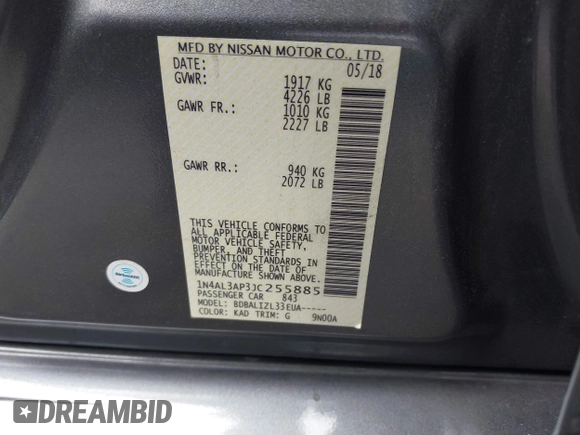 MFD BY NISSAN MOTOR CO., LTD.
DATE: 05/18
GVWR: 1917 KG
4226 LB
GAWR FR.: 1010 KG
2227 LB
GAWR RR.: 940 KG
2072 LB
THIS VEHICLE CONFORMS TO
ALL APPLICABLE FEDERAL
MOTOR VEHICLE SAFETY,
BUMPER, AND THEFT
PREVENTION STANDARDS IN
EFFECT ON THE DATE OF
MANUFACTURE SHOWN ABOVE.
1N4AL3AP3JC255885
PASSENGER CAR 843
MODEL: BDBALIZL33EUA-----
COLOR: KAD TRIM: G 9N00A
DREAMBID